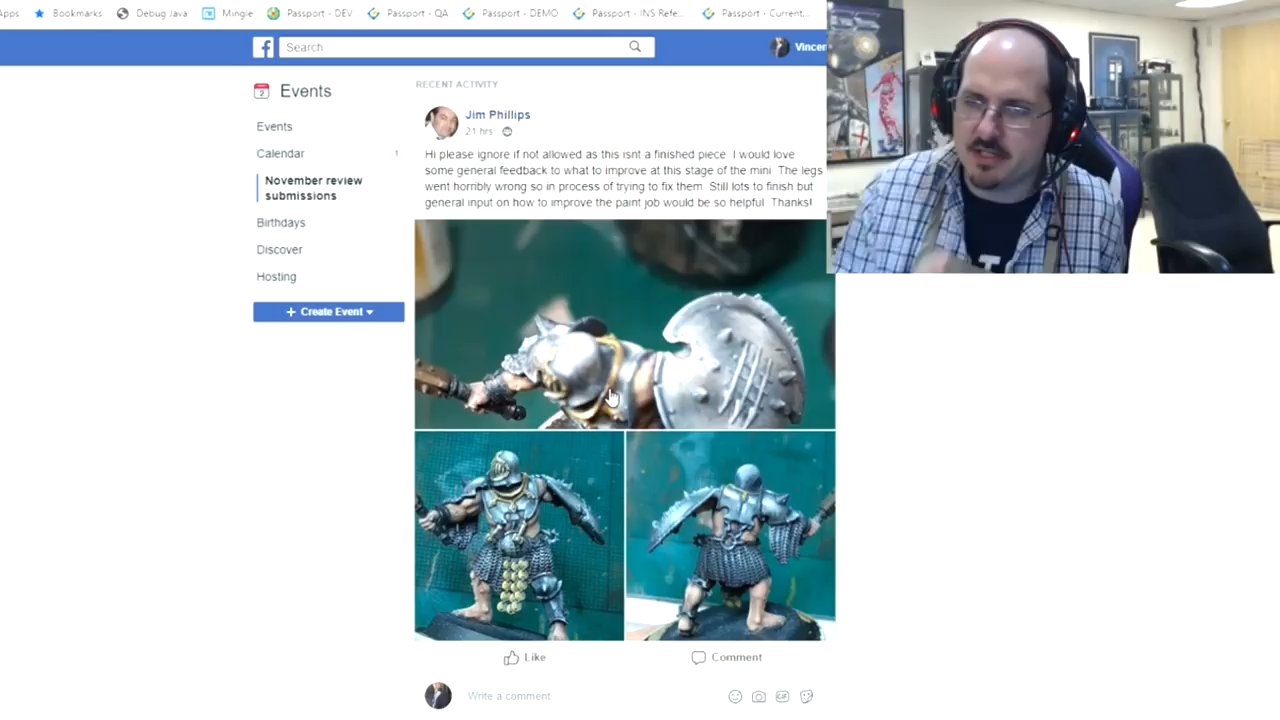 Apps Bookmarks Debug Java Mingle Passport - DEV Passport - QA Passport - DEMO Passport - INS Refe... Passport - Current,...
Search
Vincen
Events
Events
Calendar 1
November review
submissions
Birthdays
Discover
Hosting
+ Create Event
RECENT ACTIVITY
Jim Phillips
21 hrs
Hi please ignore if not allowed as this isnt a finished piece I would love
some general feedback to what to improve at this stage of the mini The legs
went horribly wrong so in process of trying to fix them Still lots to finish but
general input on how to improve the paint job would be so helpful Thanks!
Like
Comment
Write a comment
GIF